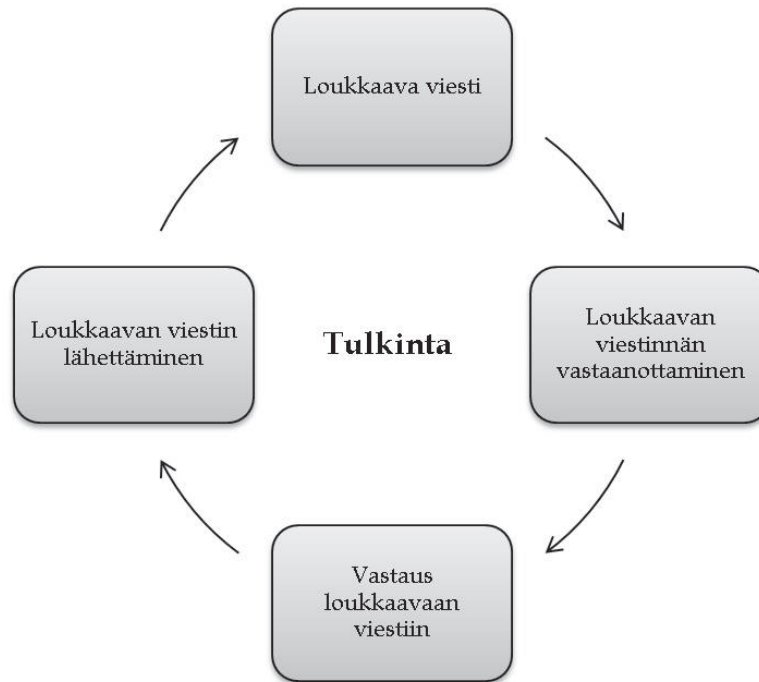 Loukkaava viesti
Loukkaavan viestin
lähettäminen
Tulkinta
Loukkaavan
viestinnän
vastaanottaminen
Vastaus
loukkaavaan
viestiin